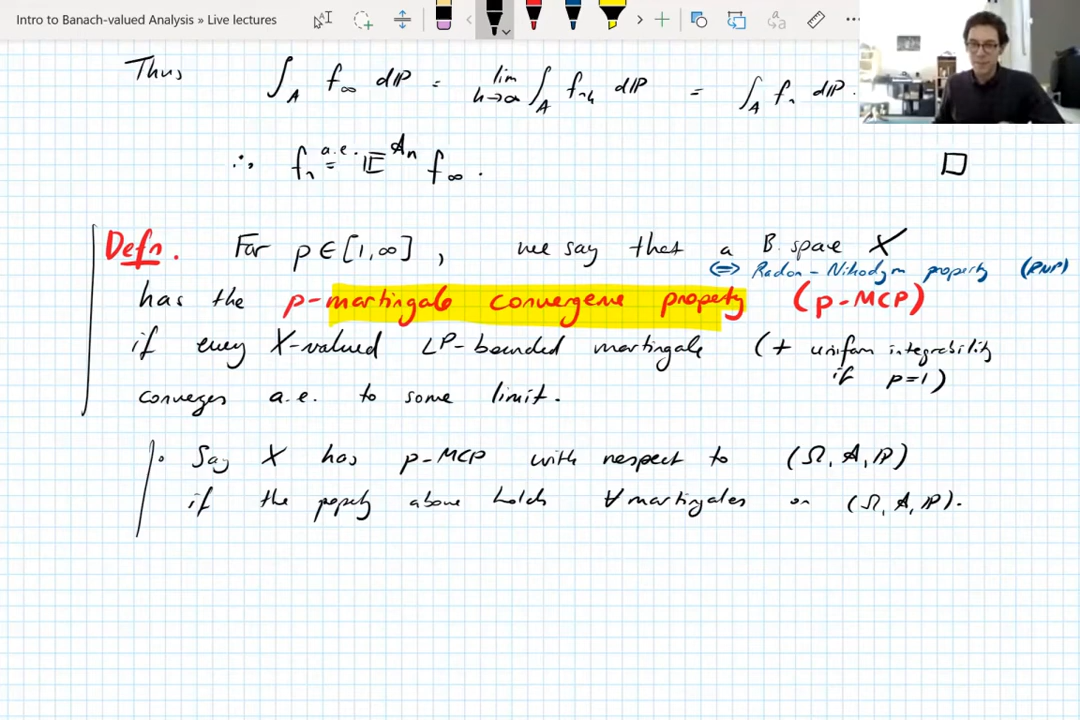 Intro to Banach-valued Analysis » Live lectures
Thus ∫_A f_∞ dℙ = lim_{k→∞} ∫_A f_{n_k} dℙ = ∫_A f_n dℙ.
∴ f_n =^{a.e.} 𝔼^{𝒜_n} f_∞. □
Defn. For p∈[1,∞], we say that a B. space X
⟺ Radon-Nikodym property (RNP)
has the p-martingale convergence property (p-MCP)
if every X-valued L^p-bounded martingale (+ uniform integrability
if p=1)
converges a.e. to some limit.
• Say X has p-MCP with respect to (Ω, 𝒜, ℙ)
if the property above holds ∀ martingales on (Ω, 𝒜, ℙ).